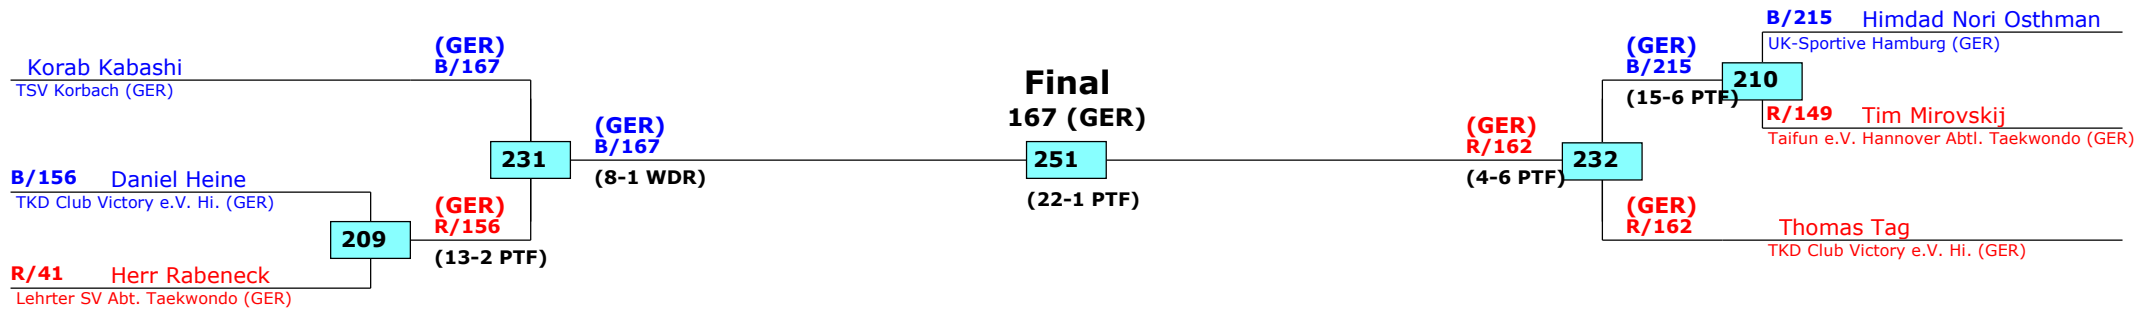 B/215 Himdad Nori Osthman
UK-Sportive Hamburg (GER)
(GER)
B/167
Korab Kabashi
TSV Korbach (GER)
(GER)
B/215
(15-6 PTF)
210
Final
167 (GER)
R/149 Tim Mirovskij
Taifun e.V. Hannover Abtl. Taekwondo (GER)
(GER)
B/167
(8-1 WDR)
231
251
(22-1 PTF)
(GER)
R/162
(4-6 PTF)
232
B/156 Daniel Heine
TKD Club Victory e.V. Hi. (GER)
(GER)
R/156
(13-2 PTF)
209
(GER)
R/162
Thomas Tag
TKD Club Victory e.V. Hi. (GER)
R/41 Herr Rabeneck
Lehrter SV Abt. Taekwondo (GER)